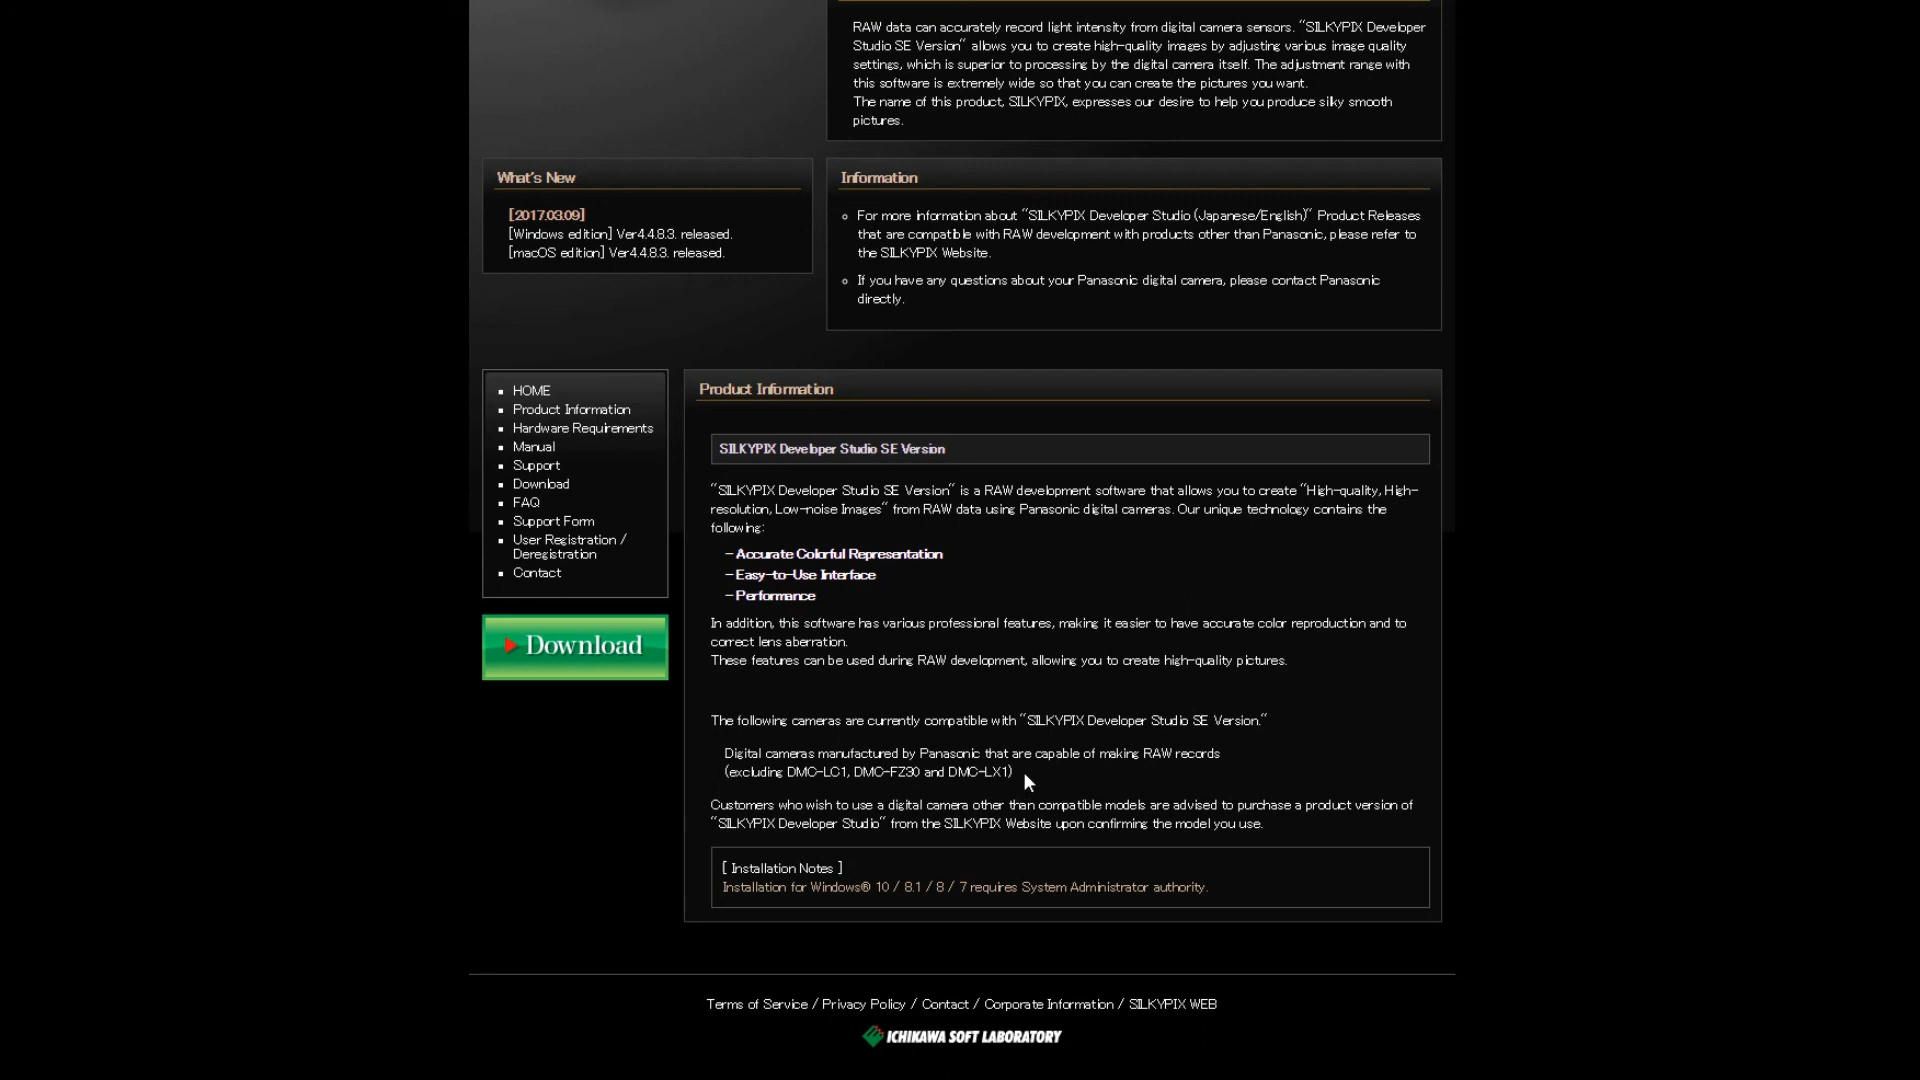 RAW data can accurately record light intensity from digital camera sensors. "SILKYPIX Developer
Studio SE Version" allows you to create high-quality images by adjusting various image quality
settings, which is superior to processing by the digital camera itself. The adjustment range with
this software is extremely wide so that you can create the pictures you want.
The name of this product, SILKYPIX, expresses our desire to help you produce silky smooth
pictures.
What's New
[2017.03.09]
[Windows edition] Ver4.4.8.3. released.
[macOS edition] Ver4.4.8.3. released.
Information
For more information about "SILKYPIX Developer Studio (Japanese/English)" Product Releases
that are compatible with RAW development with products other than Panasonic, please refer to
the SILKYPIX Website.
If you have any questions about your Panasonic digital camera, please contact Panasonic
directly.
HOME
Product Information
Hardware Requirements
Manual
Support
Download
FAQ
Support Form
User Registration /
Deregistration
Contact
Download
Product Information
SILKYPIX Developer Studio SE Version
"SILKYPIX Developer Studio SE Version" is a RAW development software that allows you to create "High-quality, High-
resolution, Low-noise Images" from RAW data using Panasonic digital cameras. Our unique technology contains the
following:
- Accurate Colorful Representation
- Easy-to-Use Interface
- Performance
In addition, this software has various professional features, making it easier to have accurate color reproduction and to
correct lens aberration.
These features can be used during RAW development, allowing you to create high-quality pictures.
The following cameras are currently compatible with "SILKYPIX Developer Studio SE Version."
Digital cameras manufactured by Panasonic that are capable of making RAW records
(excluding DMC-LC1, DMC-FZ30 and DMC-LX1)
Customers who wish to use a digital camera other than compatible models are advised to purchase a product version of
"SILKYPIX Developer Studio" from the SILKYPIX Website upon confirming the model you use.
[ Installation Notes ]
Installation for Windows® 10 / 8.1 / 8 / 7 requires System Administrator authority.
Terms of Service / Privacy Policy / Contact / Corporate Information / SILKYPIX WEB
ICHIKAWA SOFT LABORATORY